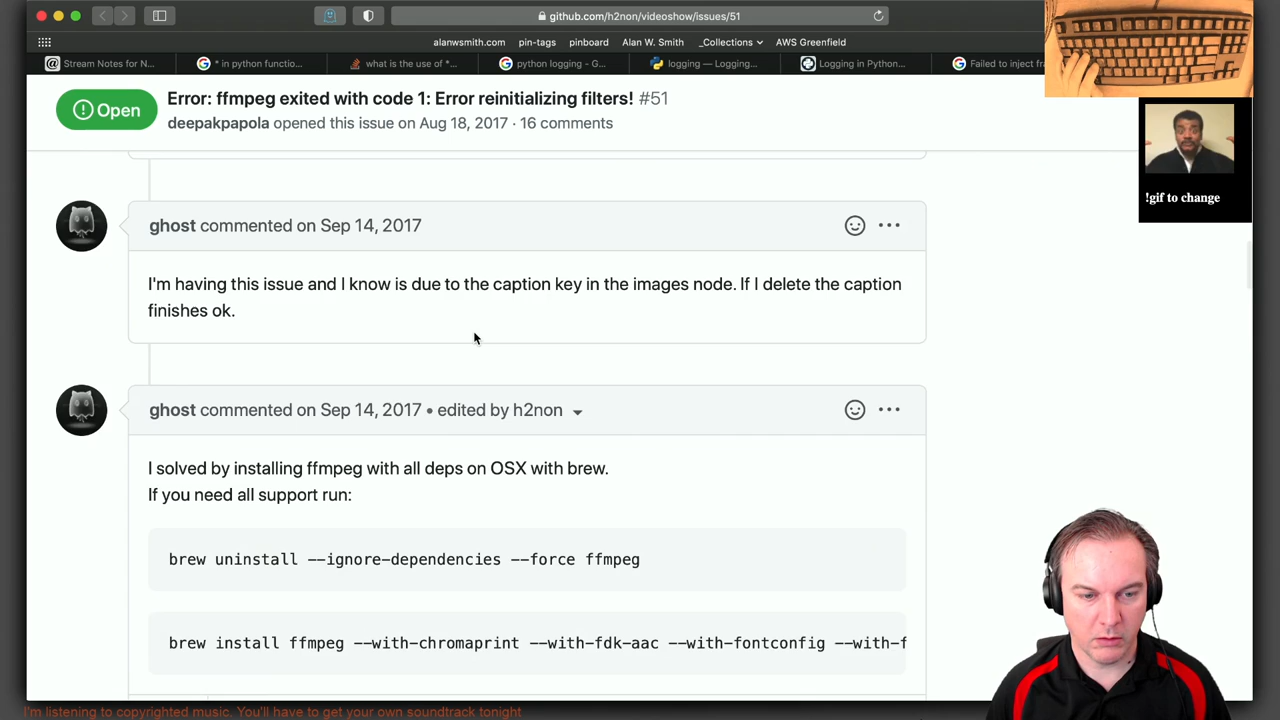 github.com/h2non/videoshow/issues/51
alanwsmith.com pin-tags pinboard Alan W. Smith _Collections AWS Greenfield
Stream Notes for N... * in python functio... what is the use of *... python logging - G... logging — Logging... Logging in Python... Failed to inject fra
Open
Error: ffmpeg exited with code 1: Error reinitializing filters! #51
deepakpapola opened this issue on Aug 18, 2017 · 16 comments
!gif to change
ghost commented on Sep 14, 2017
I'm having this issue and I know is due to the caption key in the images node. If I delete the caption
finishes ok.
ghost commented on Sep 14, 2017 • edited by h2non
I solved by installing ffmpeg with all deps on OSX with brew.
If you need all support run:
brew uninstall --ignore-dependencies --force ffmpeg
brew install ffmpeg --with-chromaprint --with-fdk-aac --with-fontconfig --with-f
I'm listening to copyrighted music. You'll have to get your own soundtrack tonight